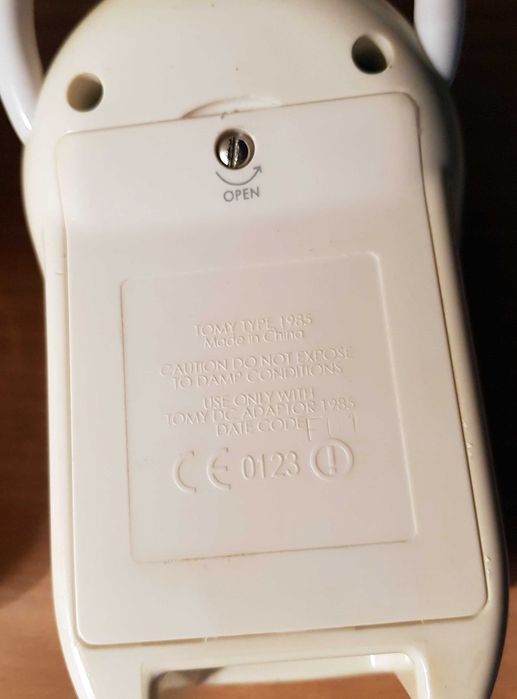 OPEN
TOMY TYPE 1985
Made in China
CAUTION DO NOT EXPOSE
TO DAMP CONDITIONS
USE ONLY WITH
TOMY DC ADAPTOR 1985
DATE CODE
CE 0123